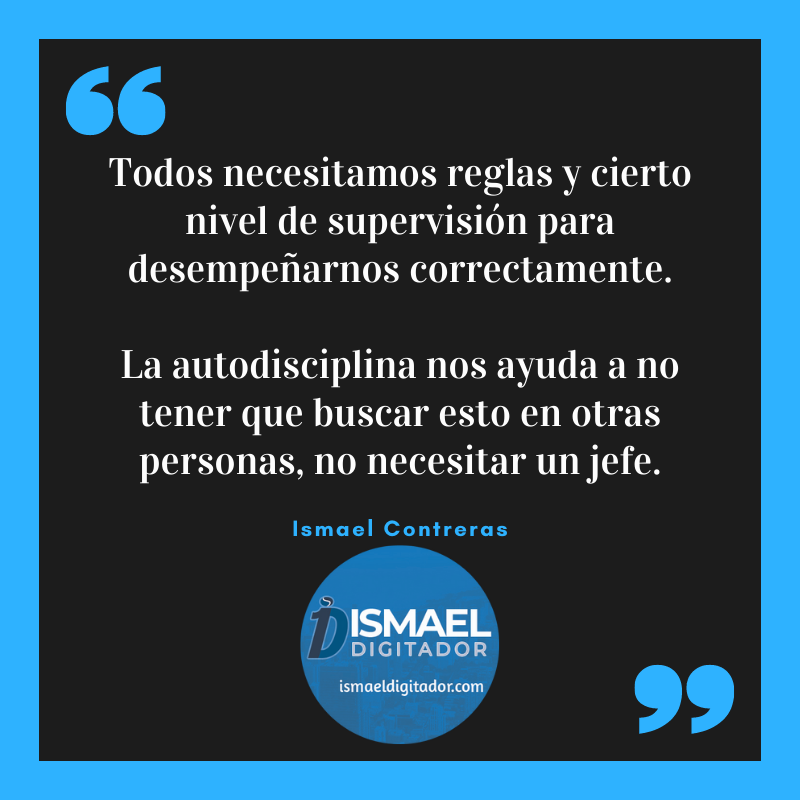 Todos necesitamos reglas y cierto
nivel de supervisión para
desempeñarnos correctamente.
La autodisciplina nos ayuda a no
tener que buscar esto en otras
personas, no necesitar un jefe.
Ismael Contreras
ISMAEL
DIGITADOR
ismaeldigitador.com